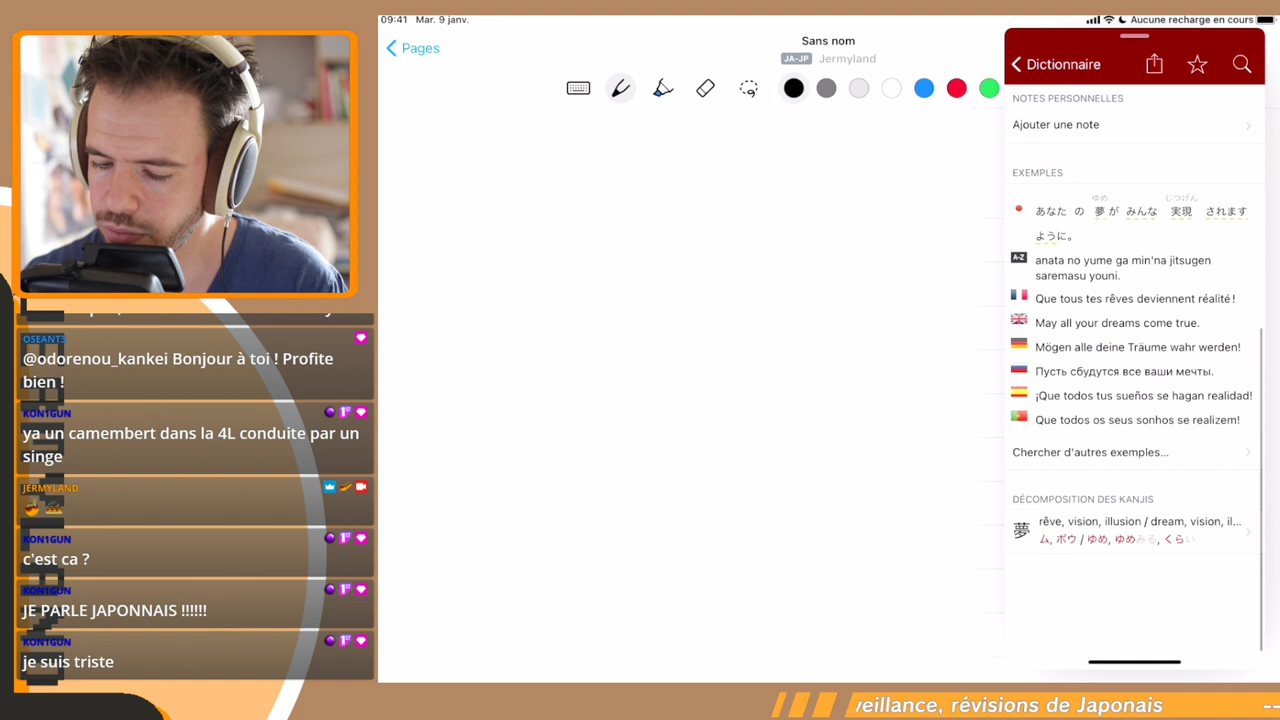 09:41 Mar. 9 janv.
Aucune recharge en cours
Pages
Sans nom
JA-JP Jermyland
Dictionnaire
NOTES PERSONNELLES
Ajouter une note
EXEMPLES
ゆめ じつげん
あなた の 夢 が みんな 実現 されます
ように。
A-Z anata no yume ga min'na jitsugen
saremasu youni.
Que tous tes rêves deviennent réalité !
May all your dreams come true.
Mögen alle deine Träume wahr werden!
Пусть сбудутся все ваши мечты.
¡Que todos tus sueños se hagan realidad!
Que todos os seus sonhos se realizem!
Chercher d'autres exemples...
DÉCOMPOSITION DES KANJIS
夢 rêve, vision, illusion / dream, vision, il...
ム, ボウ / ゆめ, ゆめみる, くらい
OSEANT3
@odorenou_kankei Bonjour à toi ! Profite
bien !
KON1GUN
ya un camembert dans la 4L conduite par un
singe
JERMYLAND
KON1GUN
c'est ca ?
KON1GUN
JE PARLE JAPONNAIS !!!!!!
KON1GUN
je suis triste
eillance, révisions de Japonais --